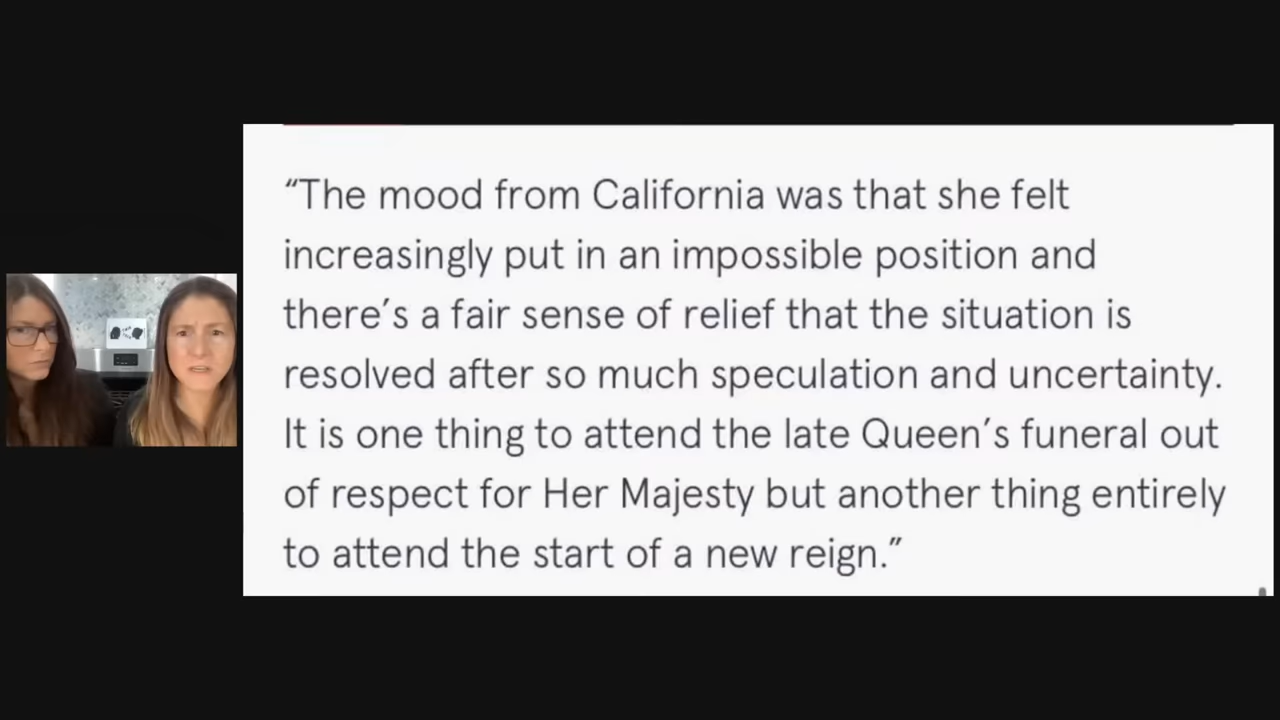 “The mood from California was that she felt
increasingly put in an impossible position and
there’s a fair sense of relief that the situation is
resolved after so much speculation and uncertainty.
It is one thing to attend the late Queen’s funeral out
of respect for Her Majesty but another thing entirely
to attend the start of a new reign.”